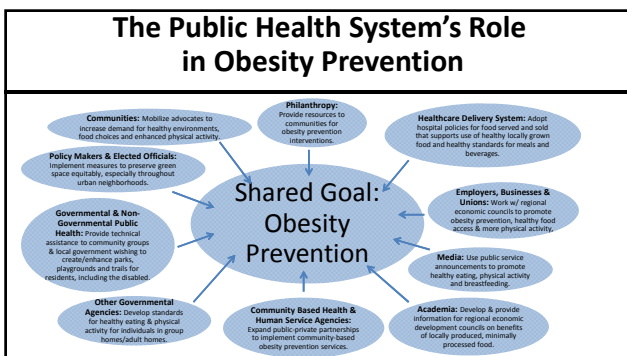 The Public Health System's Role
in Obesity Prevention
Communities: Mobilize advocates to
increase demand for healthy environments,
food choices and enhanced physical activity.
Philanthropy:
Provide resources to
communities for
obesity prevention
interventions.
Healthcare Delivery System: Adopt
hospital policies for food served and sold
that supports use of healthy locally grown
food and healthy standards for meals and
beverages.
Policy Makers & Elected Officials:
Implement measures to preserve green
space equitably, especially throughout
urban neighborhoods.
Shared Goal:
Obesity
Prevention
Employers, Businesses &
Unions: Work w/ regional
economic councils to promote
obesity prevention, healthy food
access & more physical activity,
Governmental & Non-
Governmental Public
Health: Provide technical
assistance to community groups
& local government wishing to
create/enhance parks,
playgrounds and trails for
residents, including the disabled.
Media: Use public service
announcements to promote
healthy eating, physical activity
and breastfeeding.
Other Governmental
Agencies: Develop standards
for healthy eating & physical
activity for individuals in group
homes/adult homes.
Community Based Health &
Human Service Agencies:
Expand public-private partnerships
to implement community-based
obesity prevention services.
Academia: Develop & provide
information for regional economic
development councils on benefits
of locally produced, minimally
processed food.